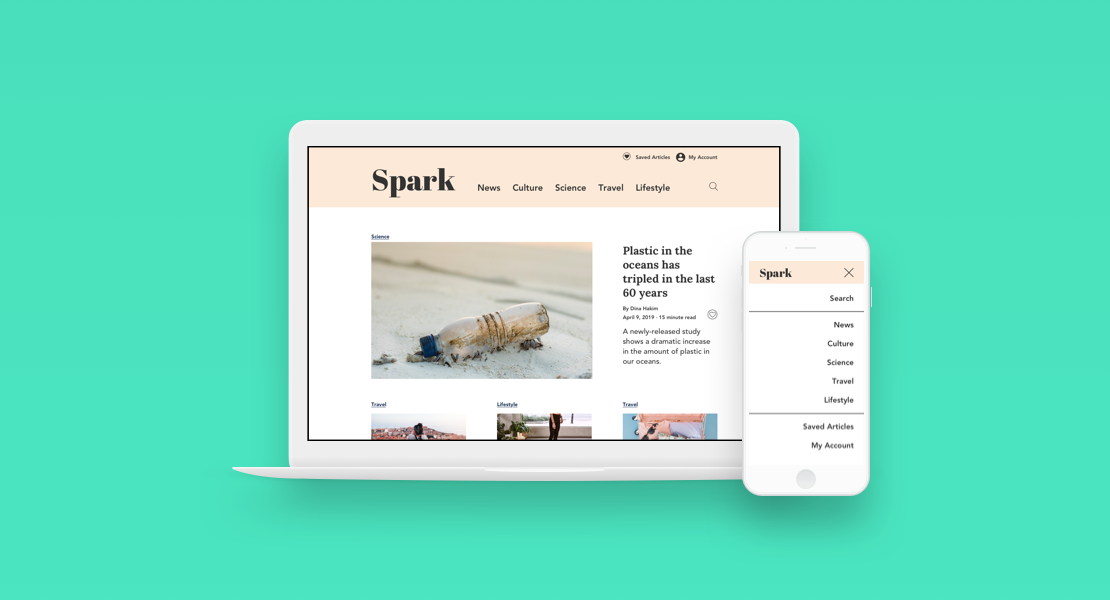 Saved Articles My Account
Spark
News Culture Science Travel Lifestyle
Science
Plastic in the
oceans has
tripled in the last
60 years
By Dina Hakim
April 9, 2019 · 15 minute read
A newly-released study
shows a dramatic increase
in the amount of plastic in
our oceans.
Travel
Lifestyle
Travel
Spark
Search
News
Culture
Science
Travel
Lifestyle
Saved Articles
My Account